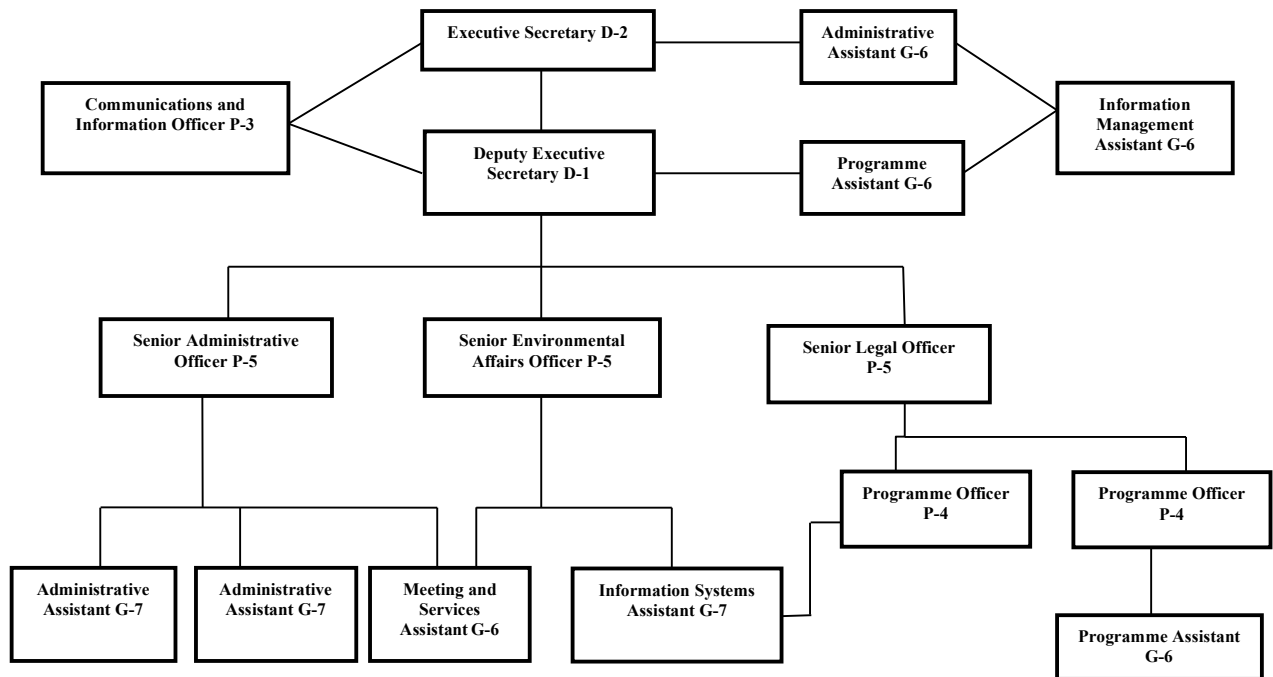 Executive Secretary D-2
Administrative
Assistant G-6
Communications and
Information Officer P-3
Information
Management
Assistant G-6
Deputy Executive
Secretary D-1
Programme
Assistant G-6
Senior Administrative
Officer P-5
Senior Environmental
Affairs Officer P-5
Senior Legal Officer
P-5
Programme Officer
P-4
Programme Officer
P-4
Administrative
Assistant G-7
Administrative
Assistant G-7
Meeting and
Services
Assistant G-6
Information Systems
Assistant G-7
Programme Assistant
G-6